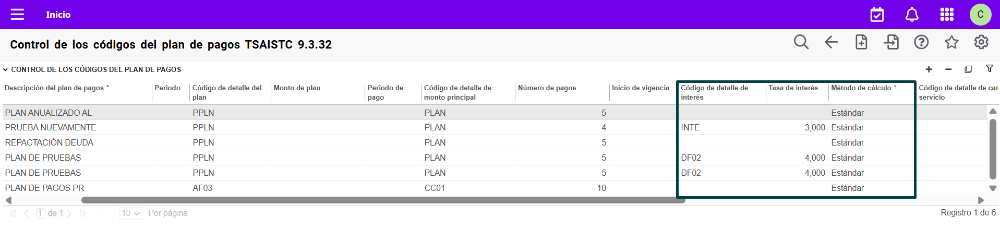 Inicio
C
Control de los códigos del plan de pagos TSAISTC 9.3.32
CONTROL DE LOS CÓDIGOS DEL PLAN DE PAGOS
Descripción del plan de pagos * Periodo Código de detalle del plan Monto de plan Periodo de pago Código de detalle de monto principal Número de pagos Inicio de vigencia Código de detalle de interés Tasa de interés Método de cálculo * Código de detalle de car servicio
PLAN ANUALIZADO AL PPLN PLAN 5 Estándar
PRUEBA NUEVAMENTE PPLN PLAN 4 INTE 3,000 Estándar
REPACTACIÓN DEUDA PPLN PLAN 5 Estándar
PLAN DE PRUEBAS PPLN PLAN 5 DF02 4,000 Estándar
PLAN DE PRUEBAS PPLN PLAN 5 DF02 4,000 Estándar
PLAN DE PAGOS PR AF03 CC01 10 Estándar
1 de 1 10 Por página Registro 1 de 6